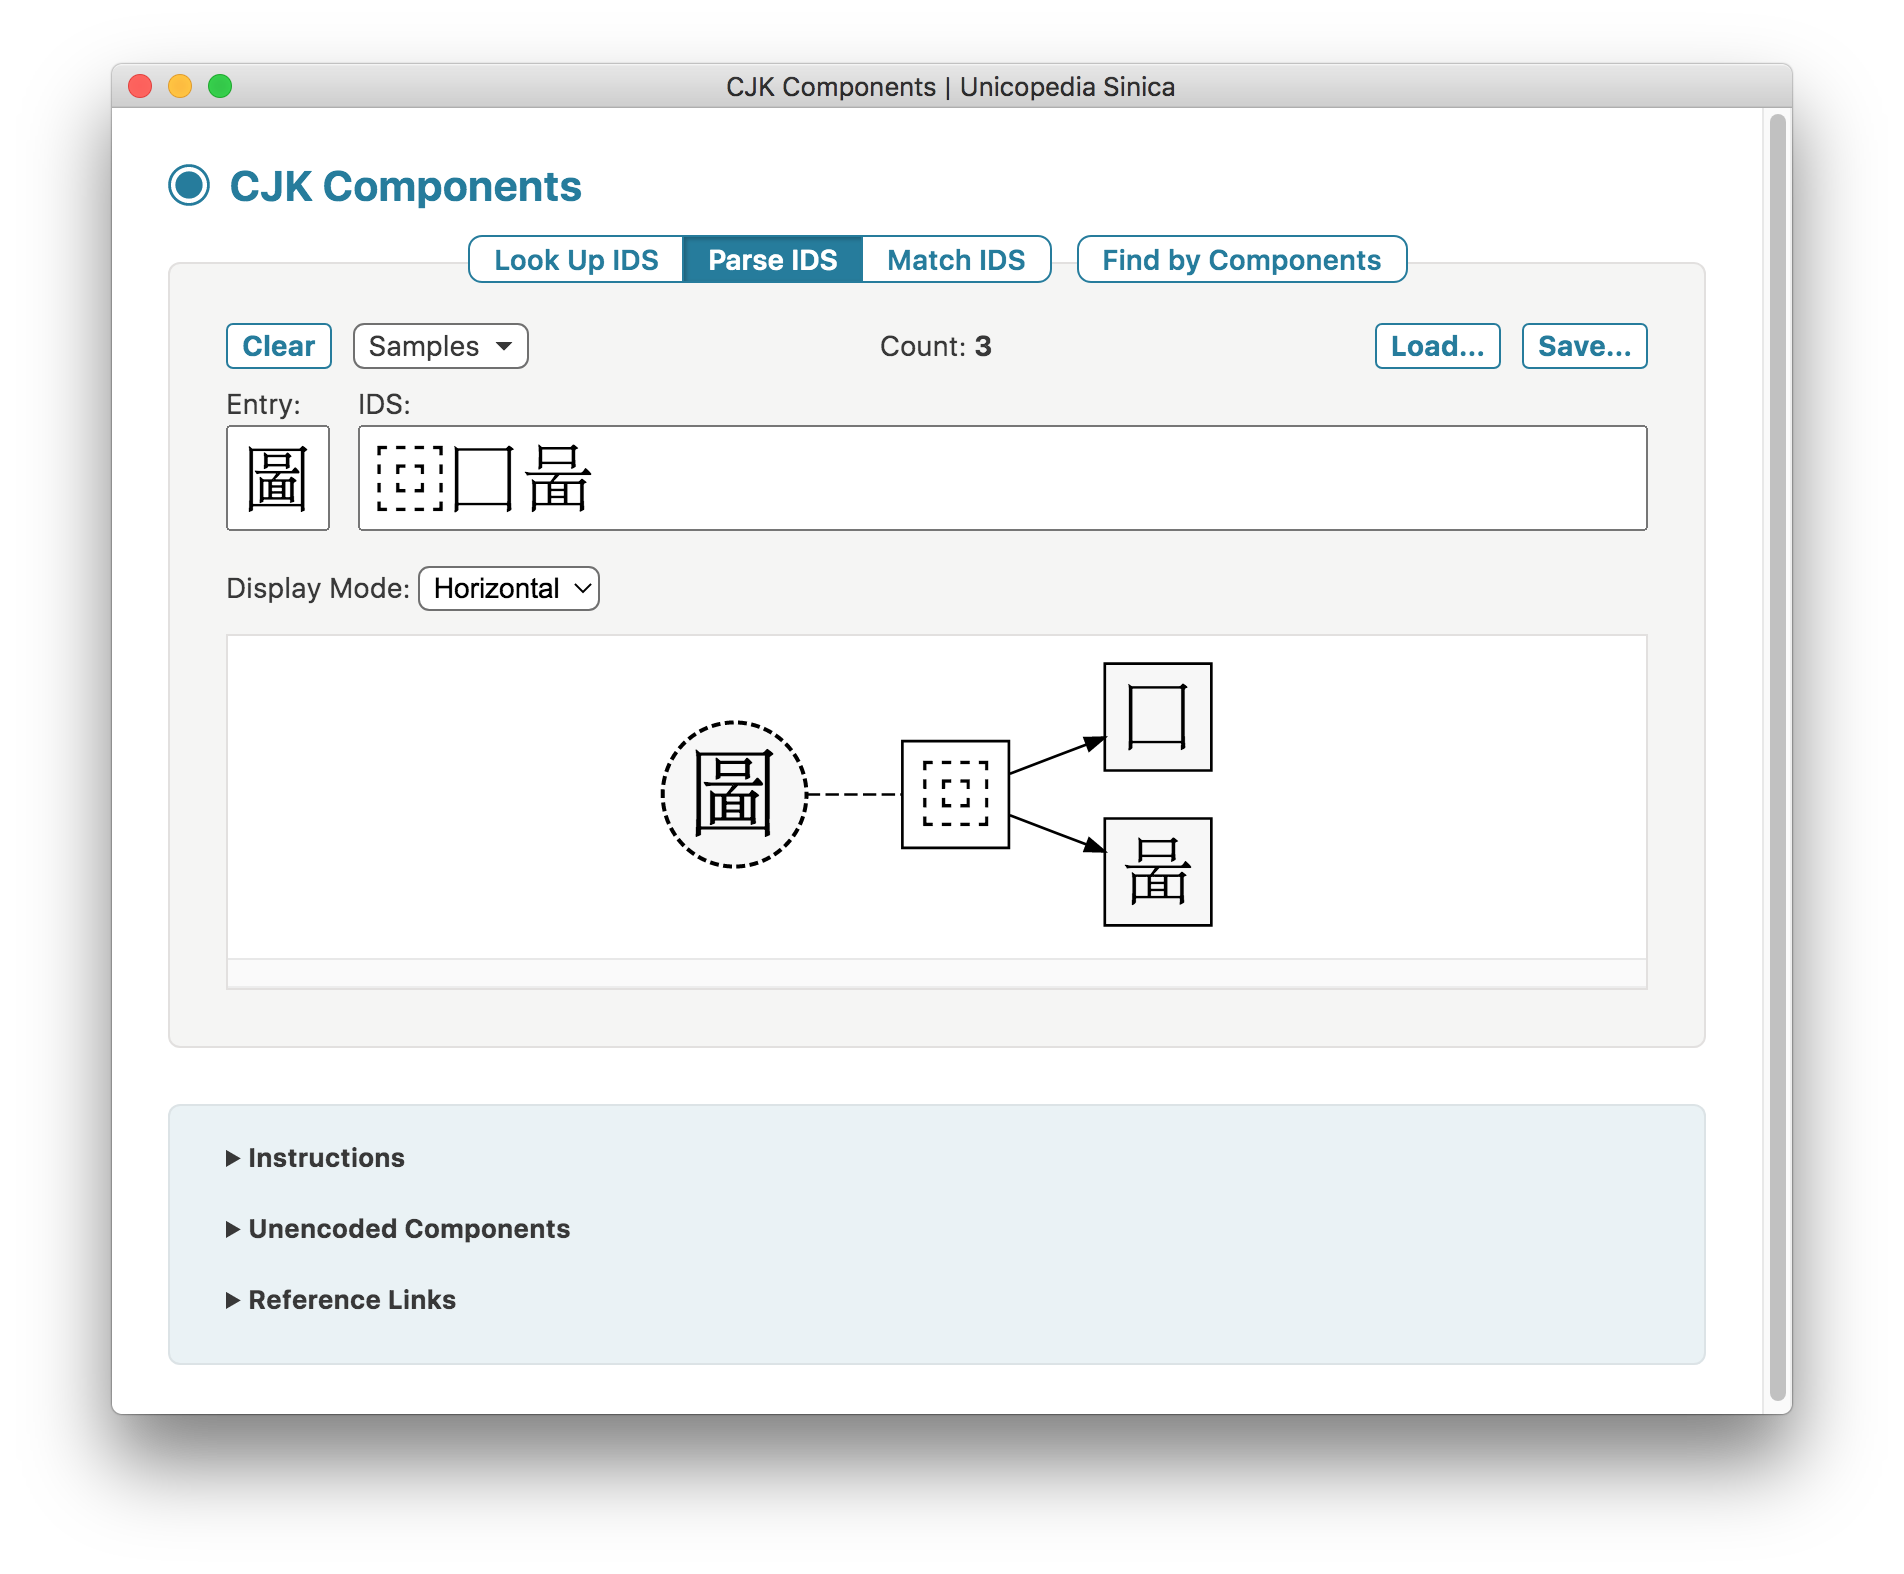 CJK Components | Unicopedia Sinica
CJK Components
Look Up IDS Parse IDS Match IDS Find by Components
Clear Samples Count: 3 Load... Save...
Entry: IDS:
圖 ⿴囗啚
Display Mode: Horizontal
囗
圖 ⿴
啚
Instructions
Unencoded Components
Reference Links